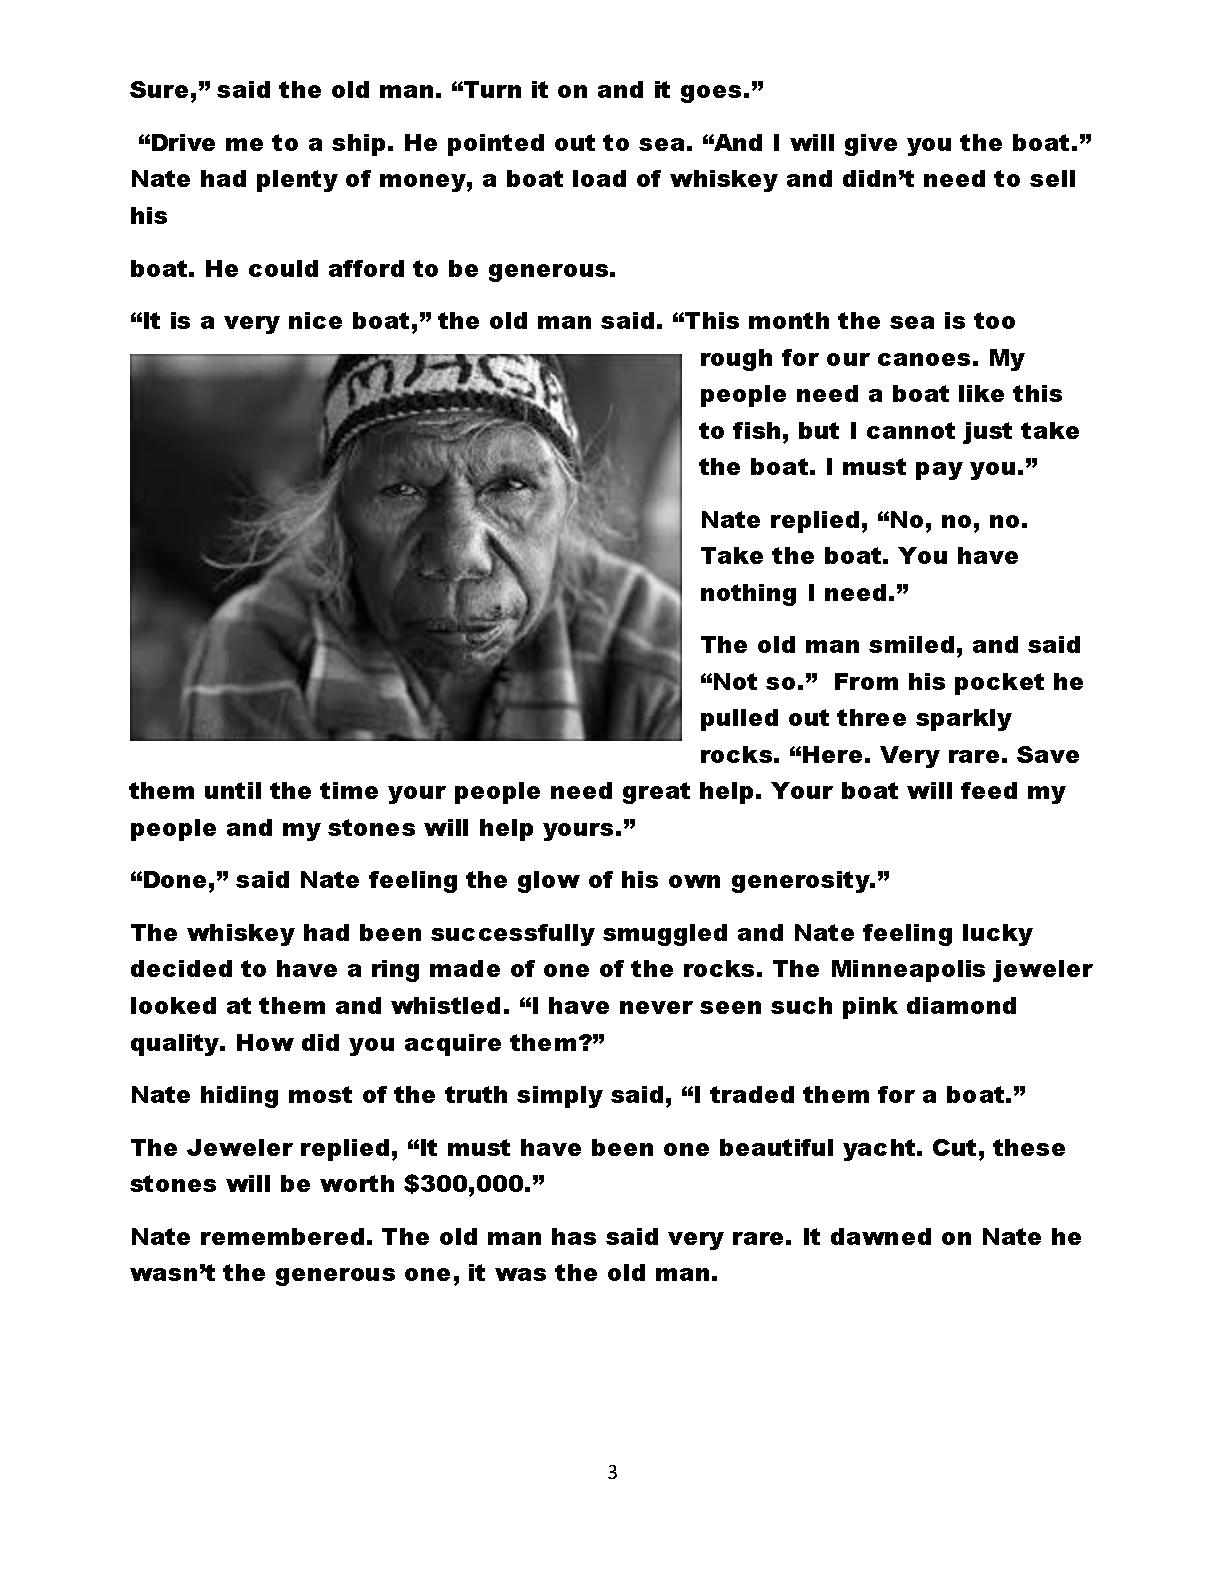 Sure,” said the old man. “Turn it on and it goes.”
“Drive me to a ship. He pointed out to sea. “And I will give you the boat.”
Nate had plenty of money, a boat load of whiskey and didn’t need to sell
his
boat. He could afford to be generous.
“It is a very nice boat,” the old man said. “This month the sea is too
rough for our canoes. My
people need a boat like this
to fish, but I cannot just take
the boat. I must pay you.”
Nate replied, “No, no, no.
Take the boat. You have
nothing I need.”
The old man smiled, and said
“Not so.”  From his pocket he
pulled out three sparkly
rocks. “Here. Very rare. Save
them until the time your people need great help. Your boat will feed my
people and my stones will help yours.”
“Done,” said Nate feeling the glow of his own generosity.”
The whiskey had been successfully smuggled and Nate feeling lucky
decided to have a ring made of one of the rocks. The Minneapolis jeweler
looked at them and whistled. “I have never seen such pink diamond
quality. How did you acquire them?”
Nate hiding most of the truth simply said, “I traded them for a boat.”
The Jeweler replied, “It must have been one beautiful yacht. Cut, these
stones will be worth $300,000.”
Nate remembered. The old man has said very rare. It dawned on Nate he
wasn’t the generous one, it was the old man.
3